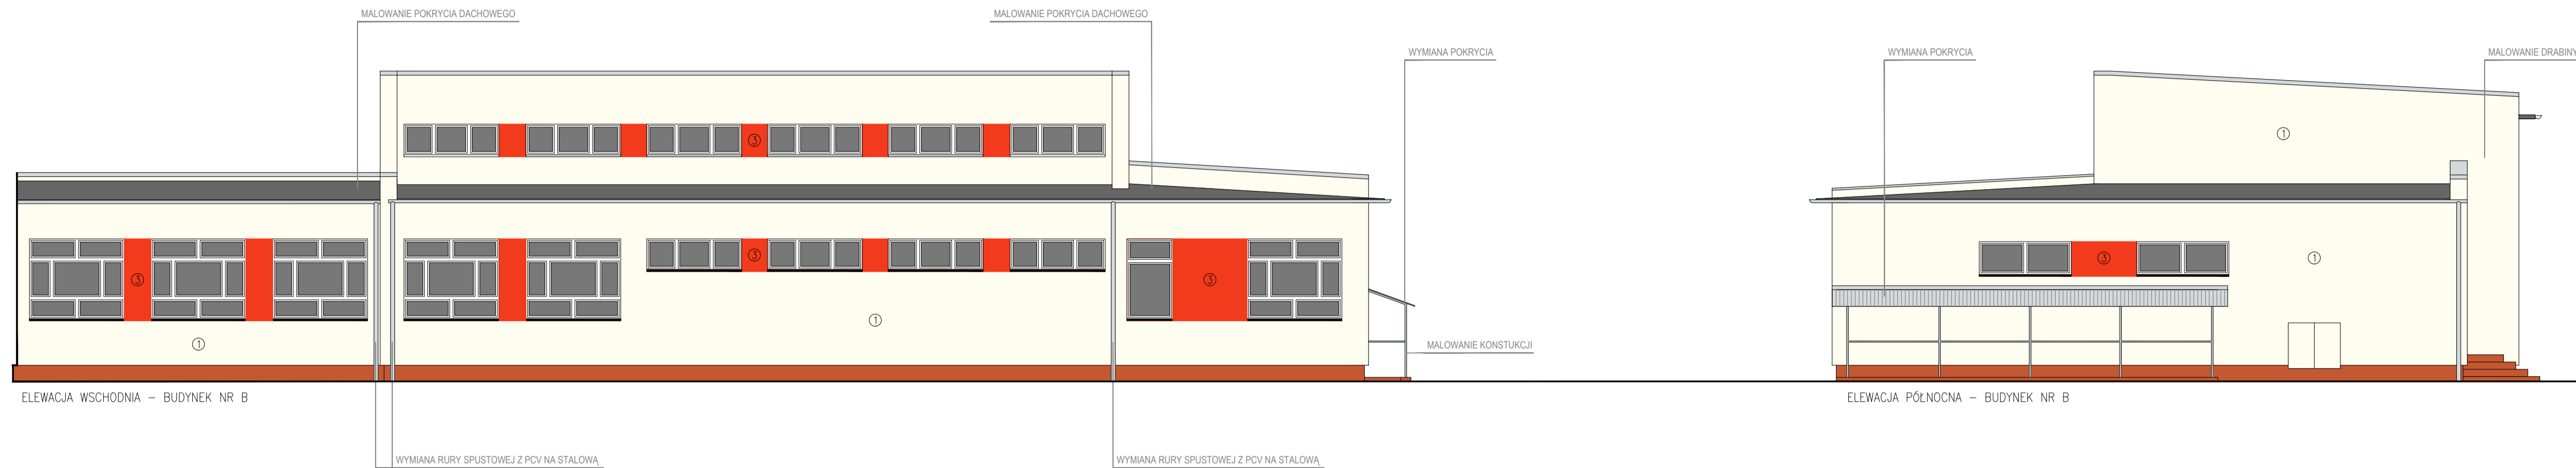 MALOWANIE POKRYCIA DACHOWEGO
MALOWANIE POKRYCIA DACHOWEGO
WYMIANA POKRYCIA
WYMIANA POKRYCIA
MALOWANIE DRABINY
3
1
3
3
3
3
1
1
1
MALOWANIE KONSTUKCJI
ELEWACJA WSCHODNIA – BUDYNEK NR B
ELEWACJA PÓŁNOCNA – BUDYNEK NR B
WYMIANA RURY SPUSTOWEJ Z PCV NA STALOWĄ
WYMIANA RURY SPUSTOWEJ Z PCV NA STALOWĄ